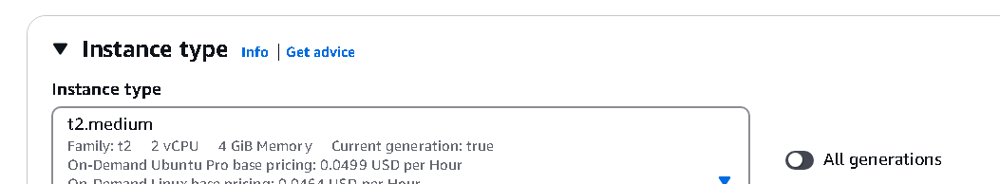 Instance type Info Get advice
Instance type
t2.medium
Family: t2 2 vCPU 4 GiB Memory Current generation: true
On-Demand Ubuntu Pro base pricing: 0.0499 USD per Hour
On-Demand Linux base pricing: 0.0464 USD per Hour
All generations